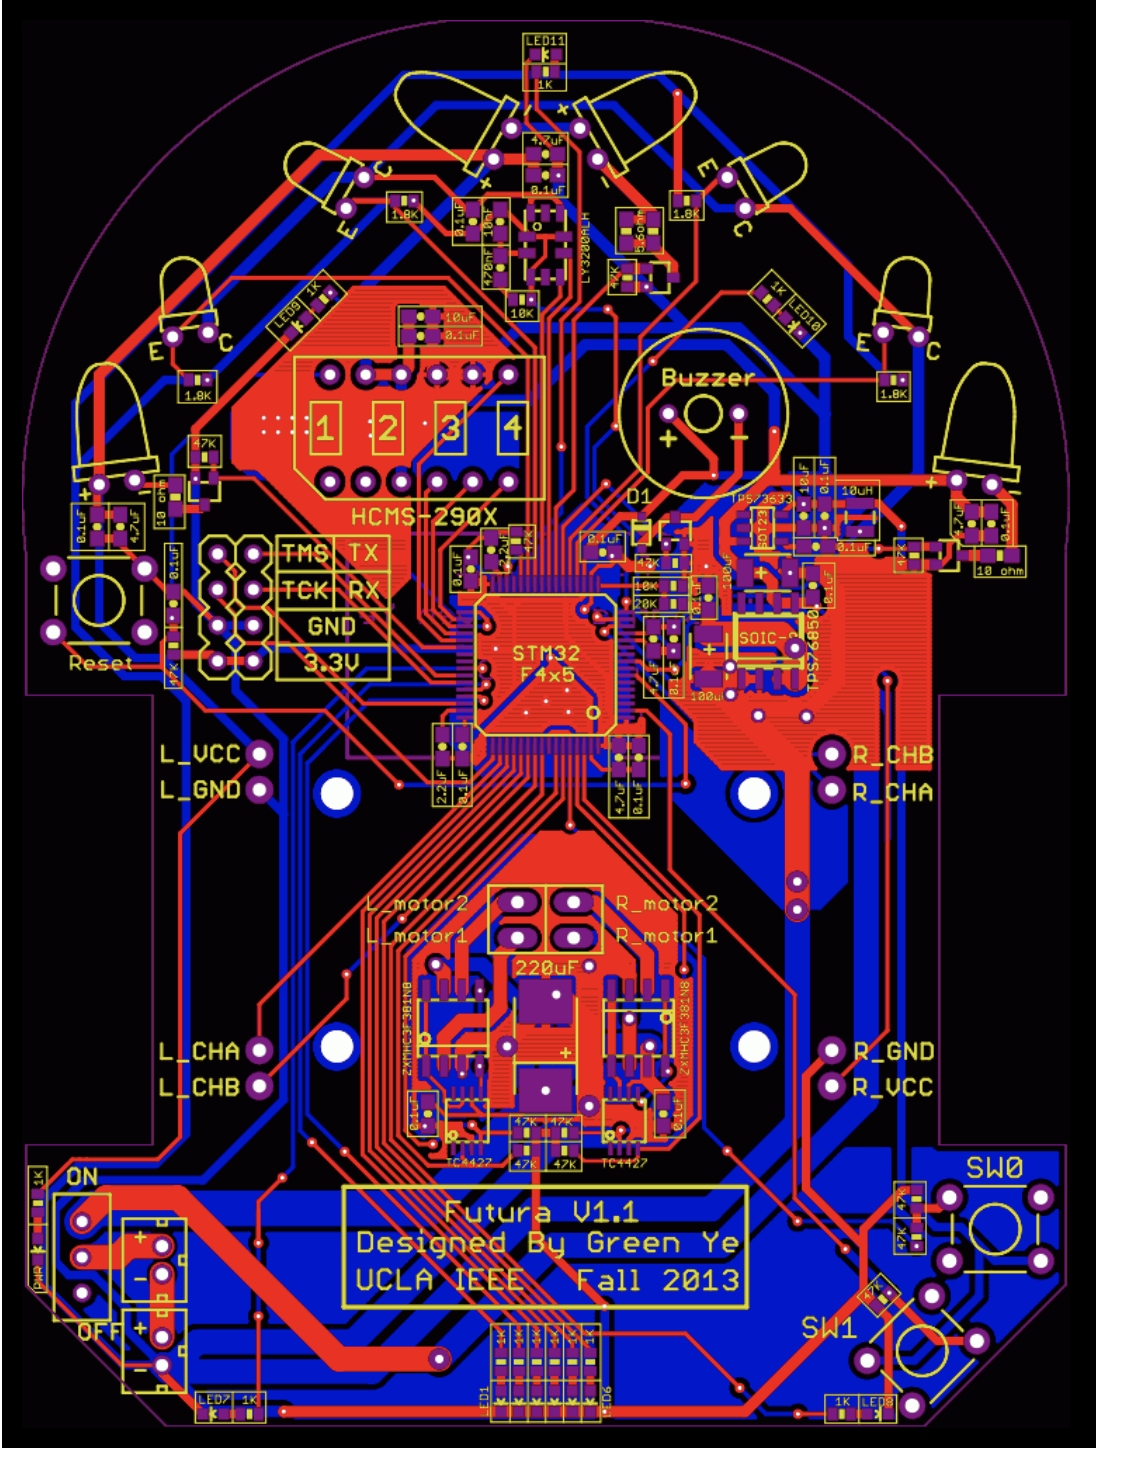 LED11
1K
4.7uF
0.1uF
+ +
+ -
C
E
E
C
1.8K
1.8K
0.1uF
10nF
470nF
LY3200ALH
5.6ohm
47K
10K
LED9
1K
1K
LED10
10uF
0.1uF
E C
E C
1.8K
1.8K
Buzzer
+ -
1 2 3 4
HCMS-290X
47K
10 ohm
0.1uF
4.7uF
0.1uF
47K
Reset
TMS TX
TCK RX
GND
3.3V
0.1uF
2.2uF
47K
0.1uF
D1
47K
10K
20K
0.1uF
100uF
SOT23
10uF
0.1uF
10uH
0.1uF
0.1uF
47K
4.7uF
0.1uF
10 ohm
STM32
F4x5
4.7uF
0.1uF
100uF
TPS76850
L_VCC
L_GND
R_CHB
R_CHA
2.2uF
0.1uF
4.7uF
0.1uF
L_motor2
R_motor2
L_motor1
R_motor1
220uF
ZXMHC3F381N8
ZXMHC3F381N8
+
L_CHA
L_CHB
R_GND
R_VCC
0.1uF
0.1uF
47K 47K
47K 47K
TC4427
TC4427
1K
PWR
ON
OFF
+
-
+
-
Futura V1.1
Designed By Green Ye
UCLA IEEE Fall 2013
SW0
47K
47K
47K
SW1
1K 1K 1K 1K 1K 1K
LED1
LED6
LED7 1K
1K LED8